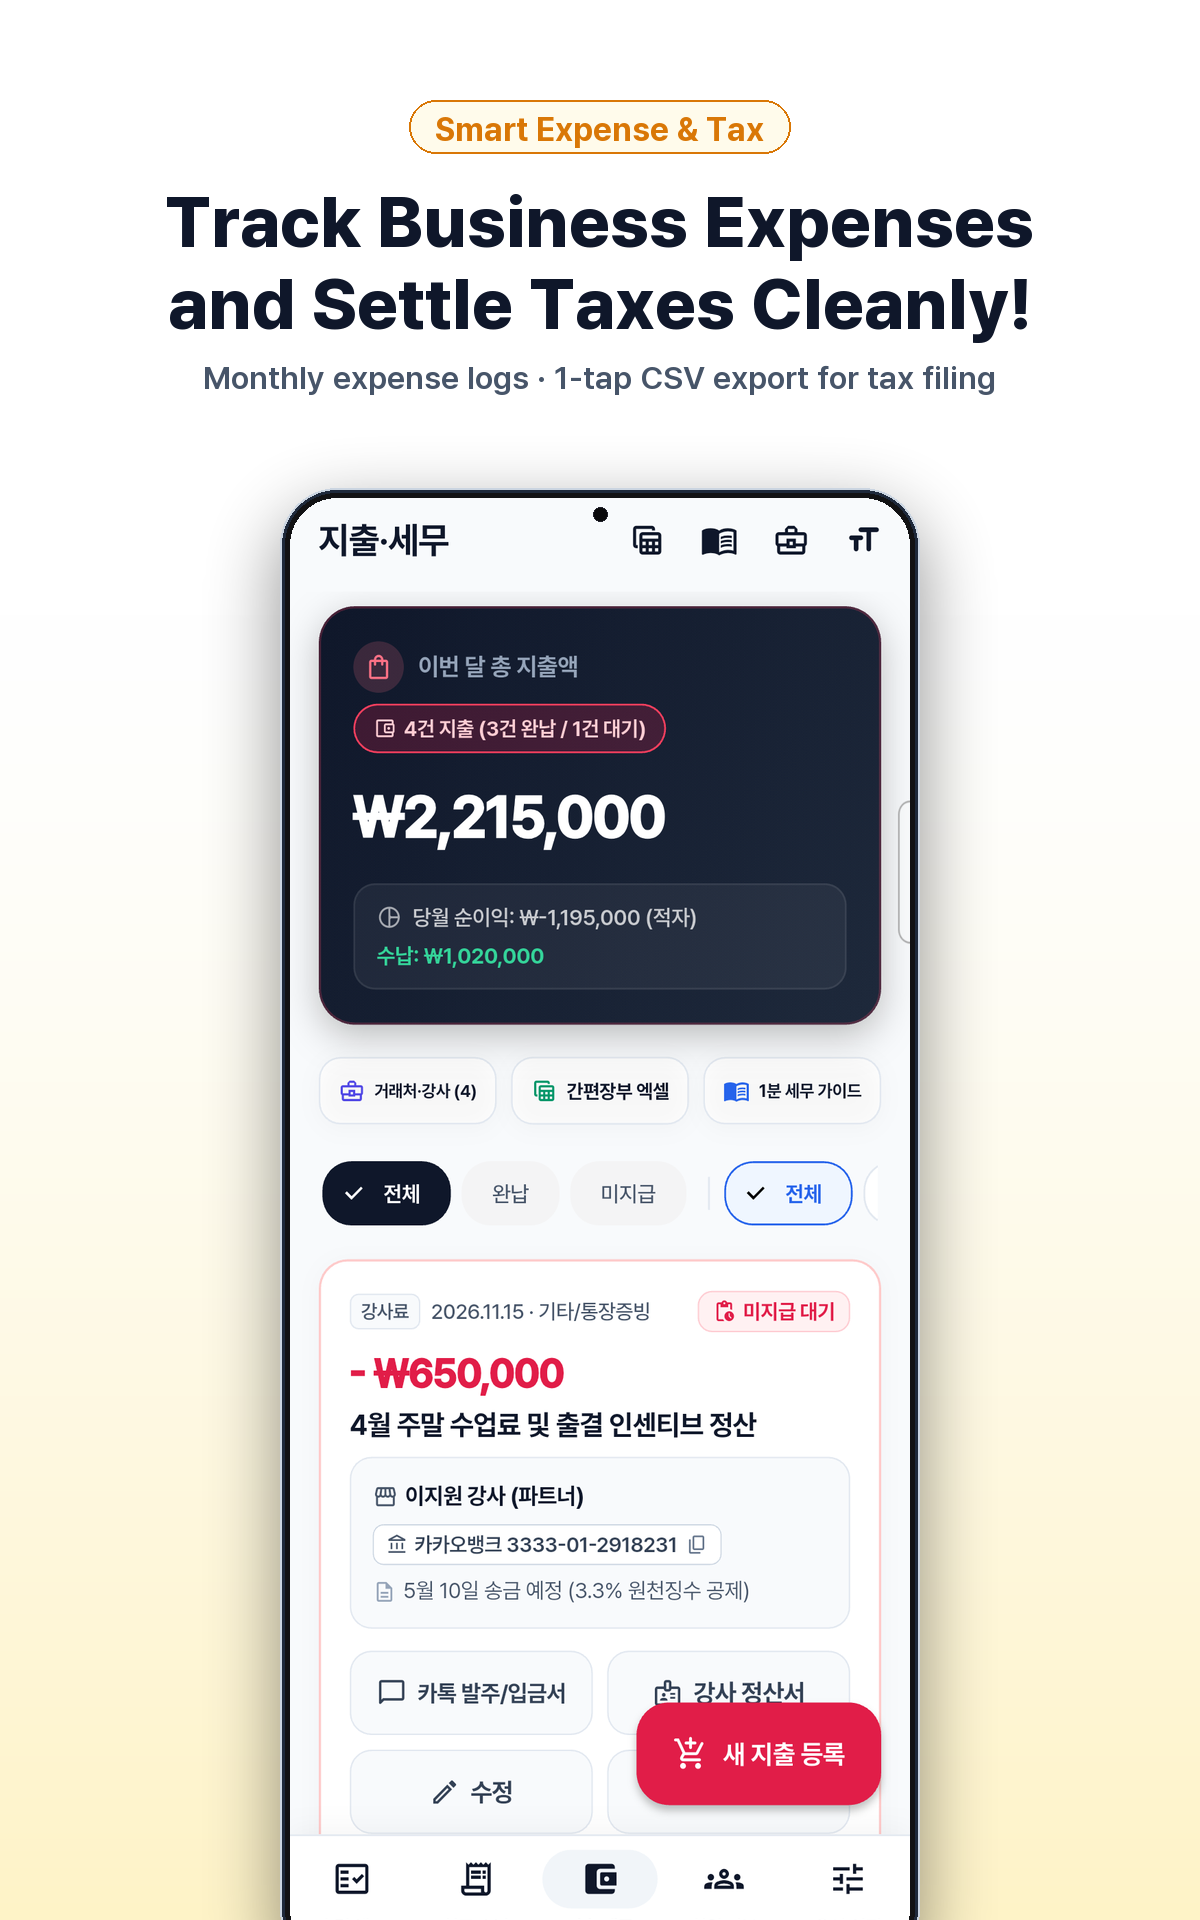 Smart Expense & Tax
Track Business Expenses
and Settle Taxes Cleanly!
Monthly expense logs · 1-tap CSV export for tax filing
지출·세무
이번 달 총 지출액
4건 지출 (3건 완납 / 1건 대기)
₩2,215,000
당월 순이익: ₩-1,195,000 (적자)
수납: ₩1,020,000
거래처·강사 (4)
간편장부 엑셀
1분 세무 가이드
전체
완납
미지급
전체
강사료
2026.11.15 · 기타/통장증빙
미지급 대기
- ₩650,000
4월 주말 수업료 및 출결 인센티브 정산
이지원 강사 (파트너)
카카오뱅크 3333-01-2918231
5월 10일 송금 예정 (3.3% 원천징수 공제)
카톡 발주/입금서
강사 정산서
새 지출 등록
수정